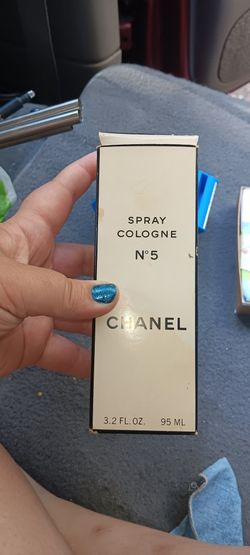 SPRAY
COLOGNE
N°5
CHANEL
3.2 FL. OZ. 95 ML